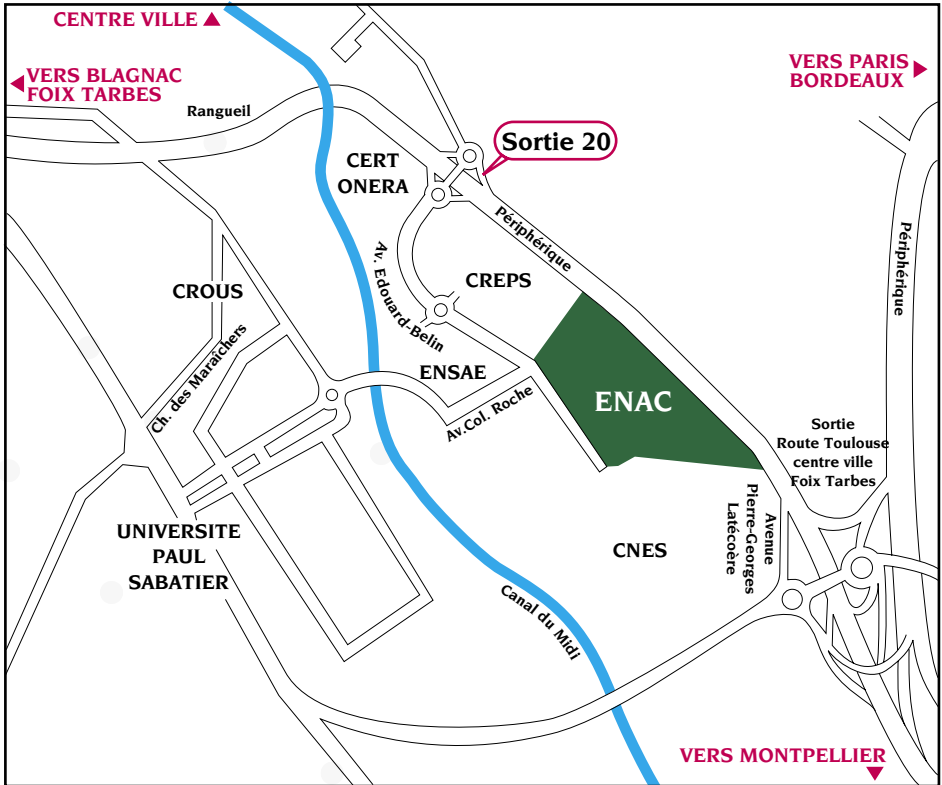 CENTRE VILLE
VERS BLAGNAC
FOIX TARBES
VERS PARIS
BORDEAUX
Rangueil
Sortie 20
CERT
ONERA
Périphérique
Périphérique
Av. Edouard-Belin
CREPS
CROUS
Ch. des Maraîchers
ENSAE
Av.Col. Roche
ENAC
Sortie
Route Toulouse
centre ville
Foix Tarbes
Avenue
Pierre-Georges
Latécoère
UNIVERSITE
PAUL
SABATIER
CNES
Canal du Midi
VERS MONTPELLIER